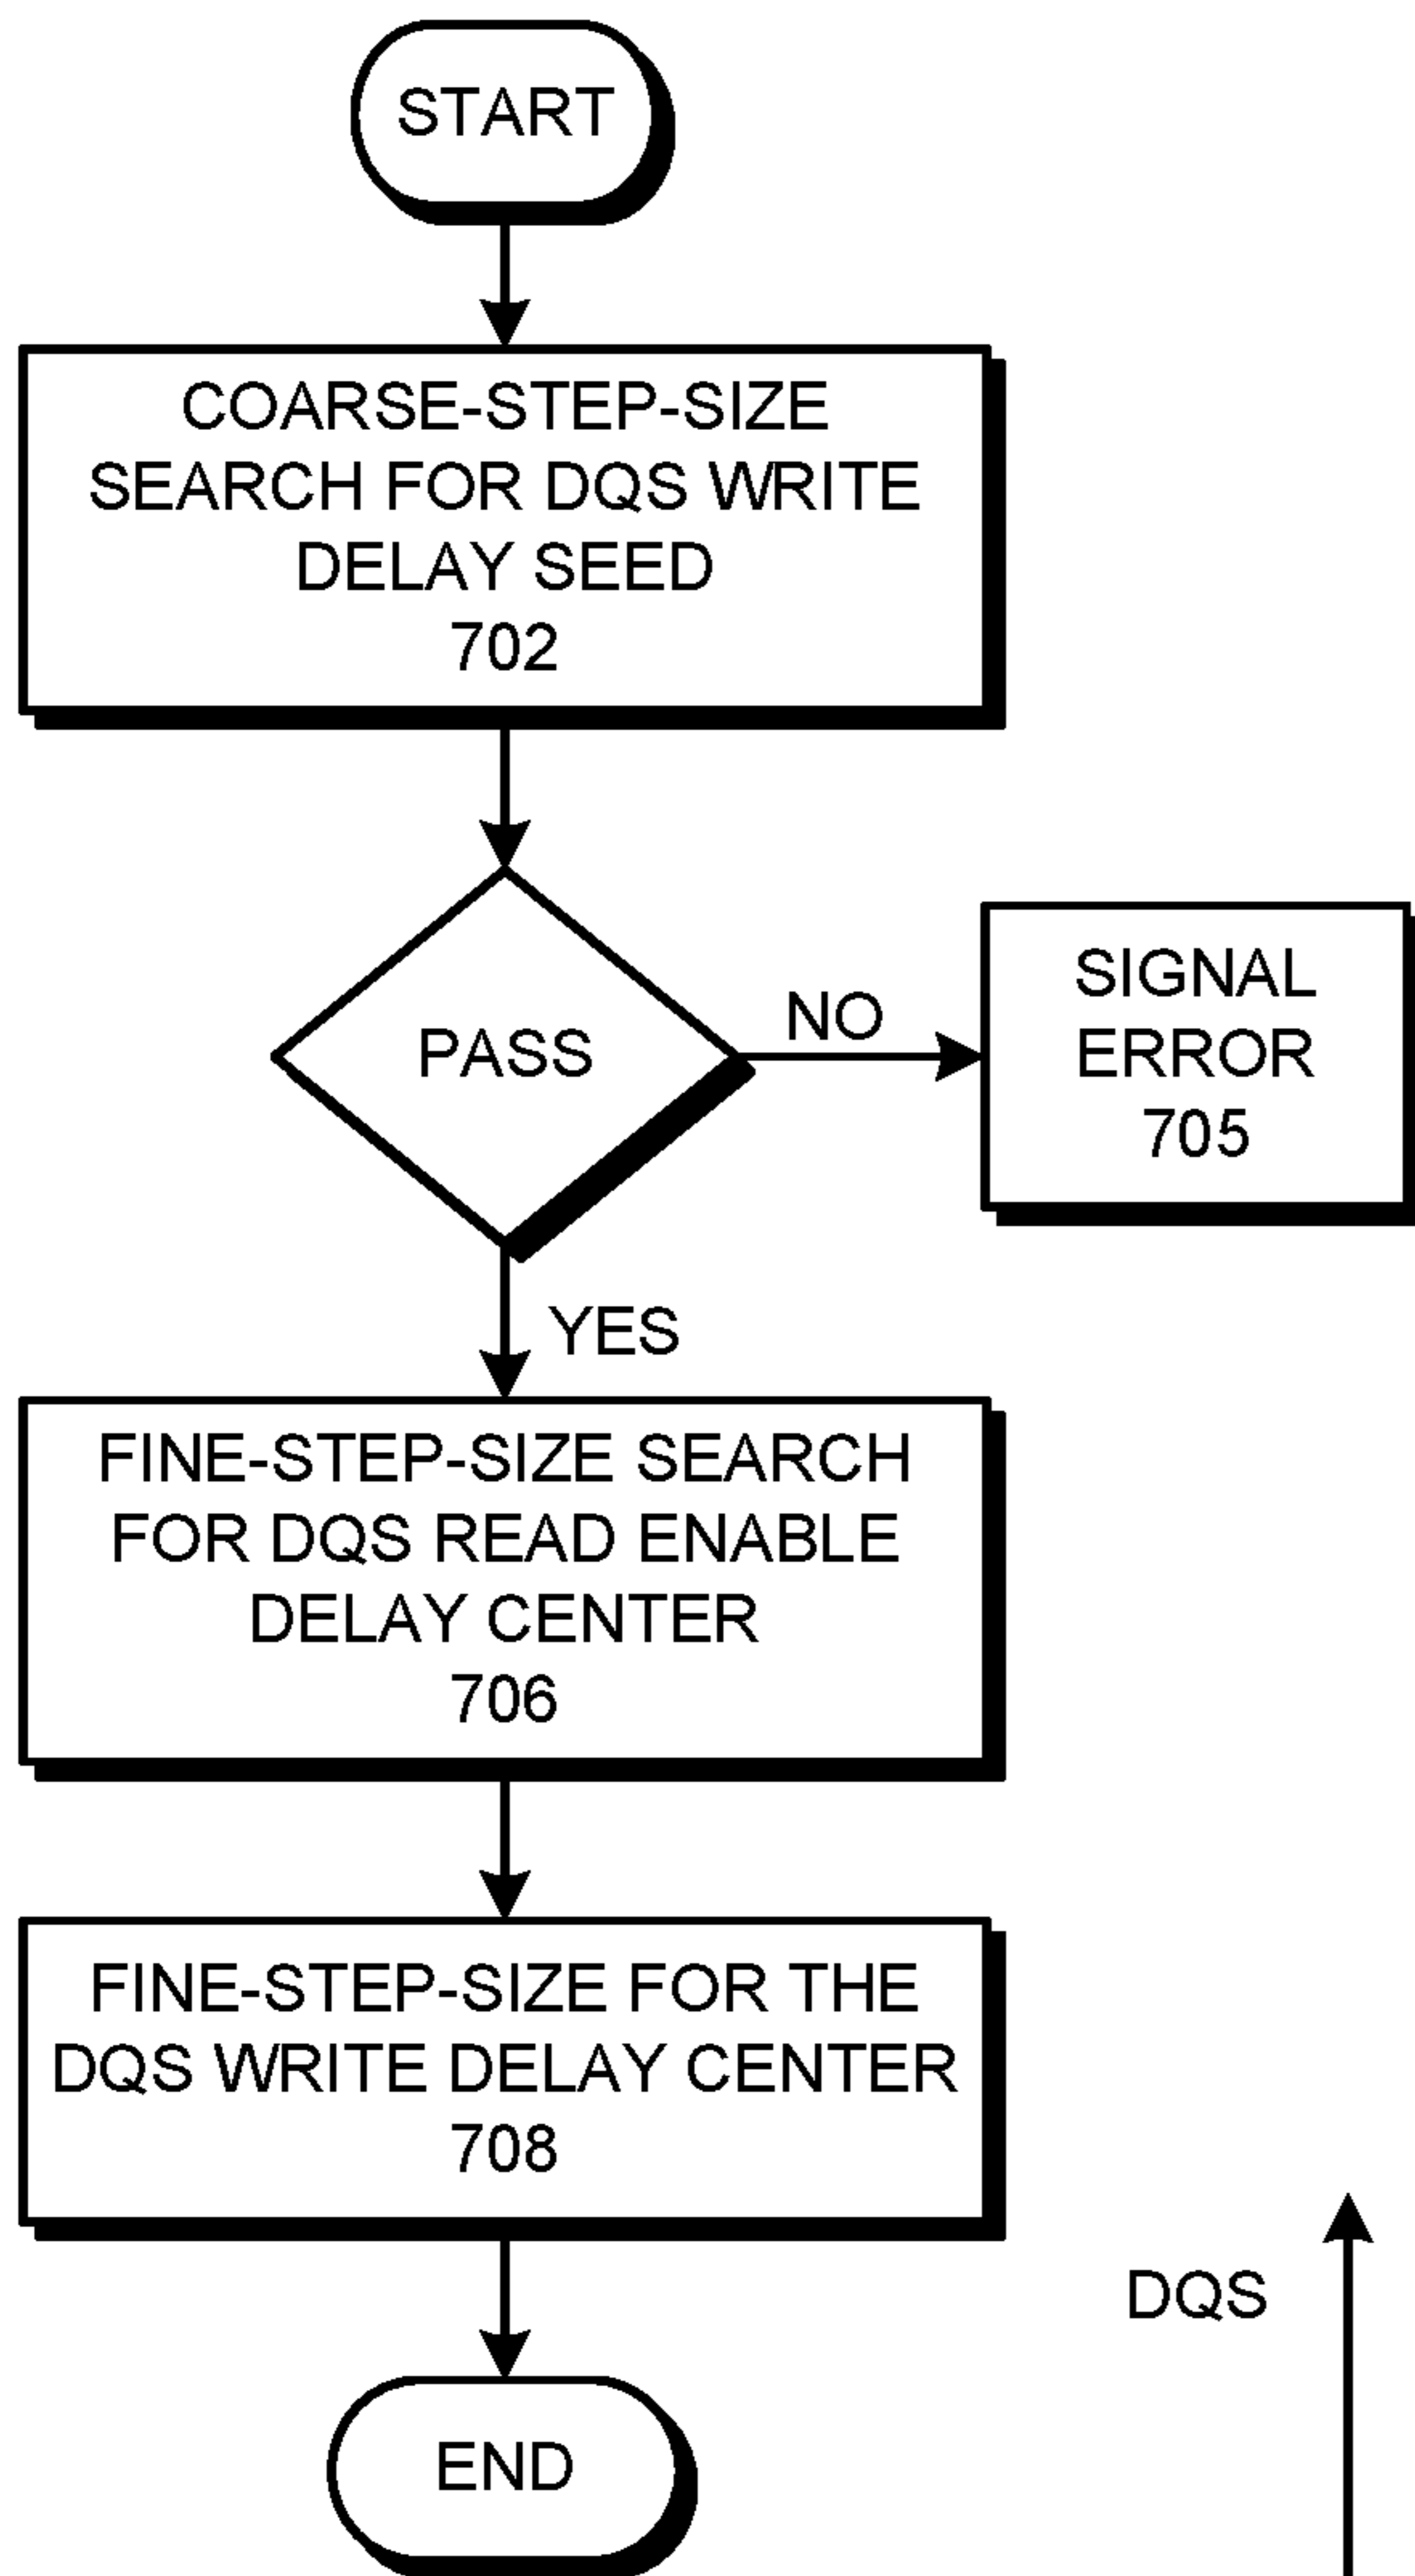 START
COARSE-STEP-SIZE
SEARCH FOR DQS WRITE
DELAY SEED
702
PASS
NO
SIGNAL
ERROR
705
YES
FINE-STEP-SIZE SEARCH
FOR DQS READ ENABLE
DELAY CENTER
706
FINE-STEP-SIZE FOR THE
DQS WRITE DELAY CENTER
708
DQS
END